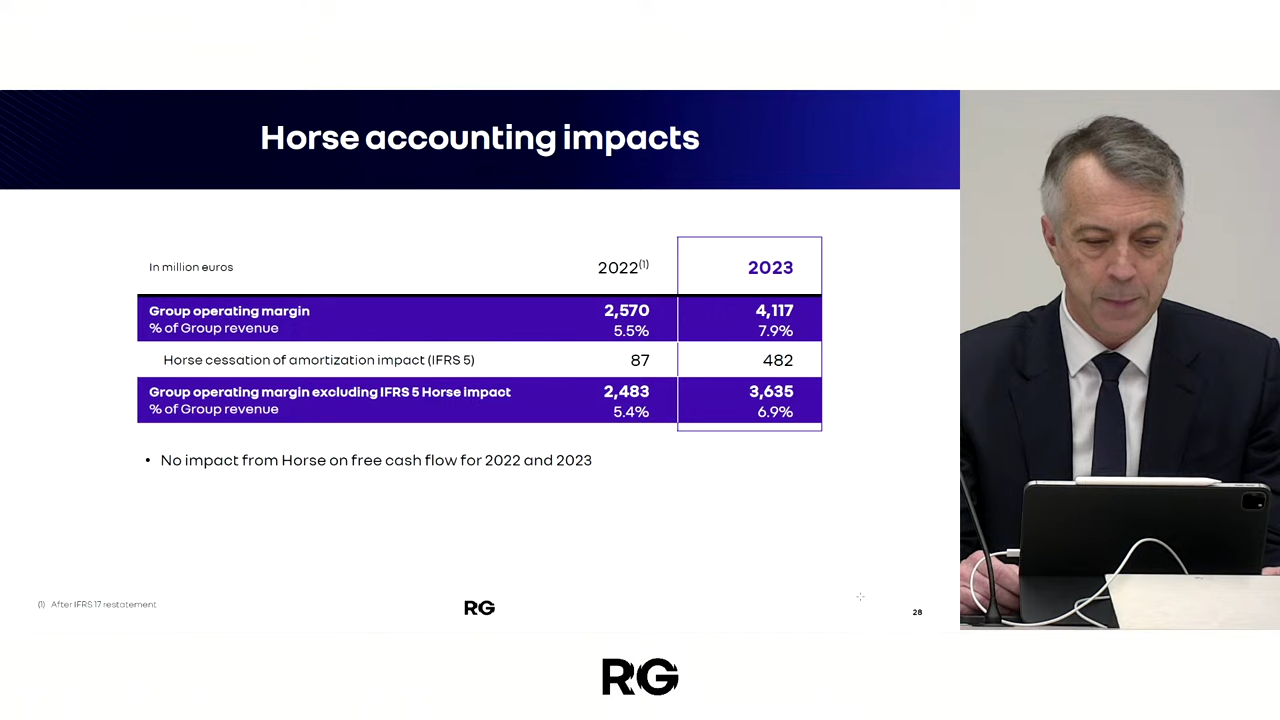 Horse accounting impacts
In million euros 2022(1) 2023
Group operating margin 2,570 4,117
% of Group revenue 5.5% 7.9%
Horse cessation of amortization impact (IFRS 5) 87 482
Group operating margin excluding IFRS 5 Horse impact 2,483 3,635
% of Group revenue 5.4% 6.9%
• No impact from Horse on free cash flow for 2022 and 2023
(1) After IFRS 17 restatement
RG
28
RG